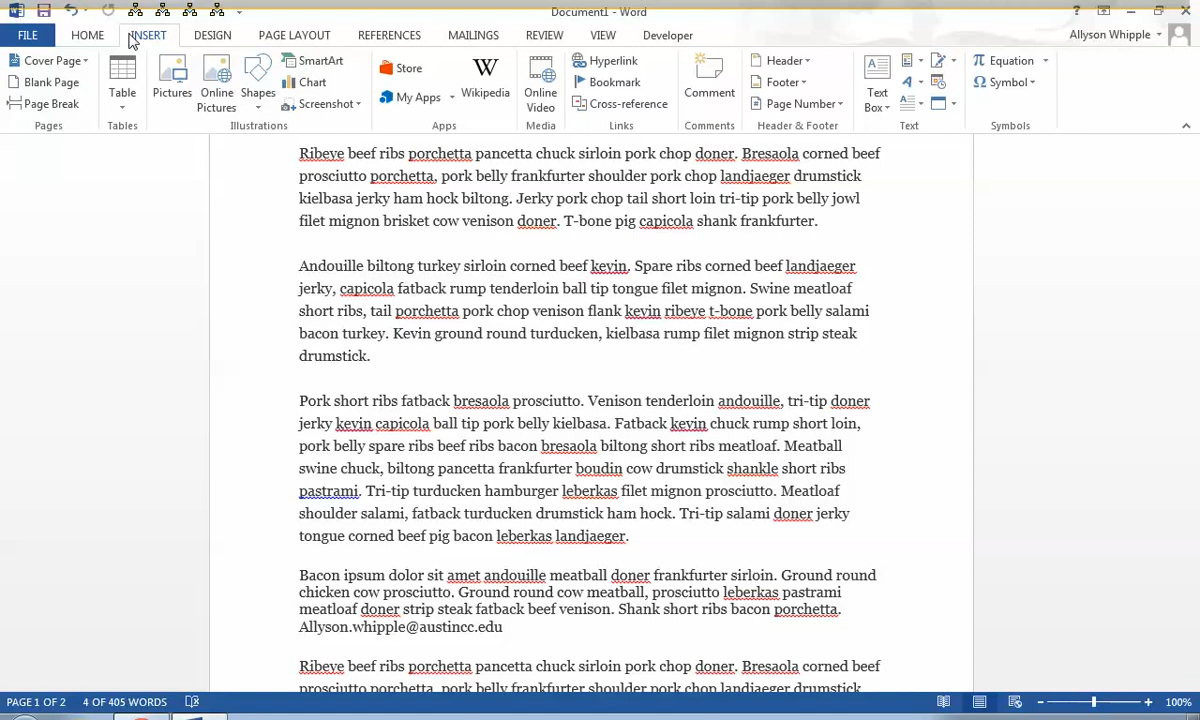 Document1 - Word
?
FILE HOME INSERT DESIGN PAGE LAYOUT REFERENCES MAILINGS REVIEW VIEW Developer Allyson Whipple
Cover Page
Blank Page
Page Break
Pages
Table
Tables
Pictures
Online Pictures
Shapes
SmartArt
Chart
Screenshot
Illustrations
Store
My Apps
W
Wikipedia
Apps
Online Video
Media
Hyperlink
Bookmark
Cross-reference
Links
Comment
Comments
Header
Footer
Page Number
Header & Footer
Text Box
Text
Equation
Symbol
Symbols
Ribeye beef ribs porchetta pancetta chuck sirloin pork chop doner. Bresaola corned beef
prosciutto porchetta, pork belly frankfurter shoulder pork chop landjaeger drumstick
kielbasa jerky ham hock biltong. Jerky pork chop tail short loin tri-tip pork belly jowl
filet mignon brisket cow venison doner. T-bone pig capicola shank frankfurter.
Andouille biltong turkey sirloin corned beef kevin. Spare ribs corned beef landjaeger
jerky, capicola fatback rump tenderloin ball tip tongue filet mignon. Swine meatloaf
short ribs, tail porchetta pork chop venison flank kevin ribeye t-bone pork belly salami
bacon turkey. Kevin ground round turducken, kielbasa rump filet mignon strip steak
drumstick.
Pork short ribs fatback bresaola prosciutto. Venison tenderloin andouille, tri-tip doner
jerky kevin capicola ball tip pork belly kielbasa. Fatback kevin chuck rump short loin,
pork belly spare ribs beef ribs bacon bresaola biltong short ribs meatloaf. Meatball
swine chuck, biltong pancetta frankfurter boudin cow drumstick shankle short ribs
pastrami. Tri-tip turducken hamburger leberkas filet mignon prosciutto. Meatloaf
shoulder salami, fatback turducken drumstick ham hock. Tri-tip salami doner jerky
tongue corned beef pig bacon leberkas landjaeger.
Bacon ipsum dolor sit amet andouille meatball doner frankfurter sirloin. Ground round
chicken cow prosciutto. Ground round cow meatball, prosciutto leberkas pastrami
meatloaf doner strip steak fatback beef venison. Shank short ribs bacon porchetta.
Allyson.whipple@austincc.edu
Ribeye beef ribs porchetta pancetta chuck sirloin pork chop doner. Bresaola corned beef
prosciutto porchetta, pork belly frankfurter shoulder pork chop landjaeger drumstick
PAGE 1 OF 2 4 OF 405 WORDS 100%